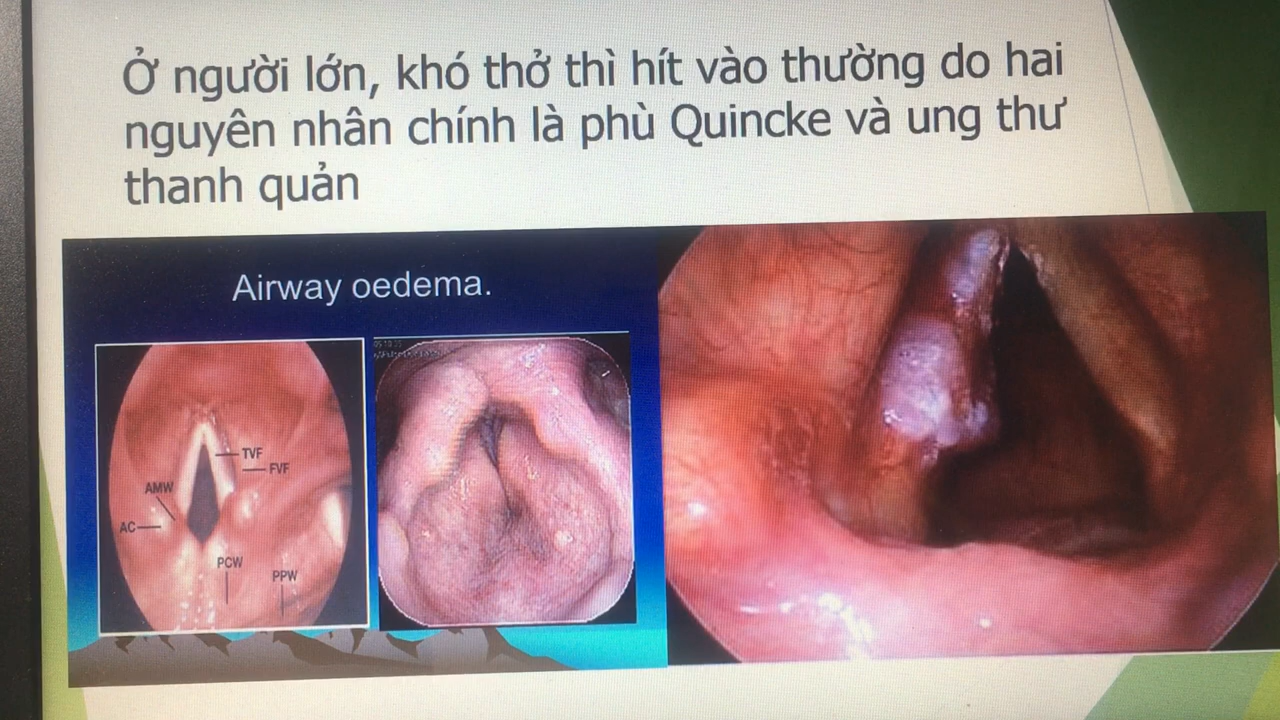 Ở người lớn, khó thở thì hít vào thường do hai
nguyên nhân chính là phù Quincke và ung thư
thanh quản
Airway oedema.
TVF
FVF
AMW
AC
PCW
PPW